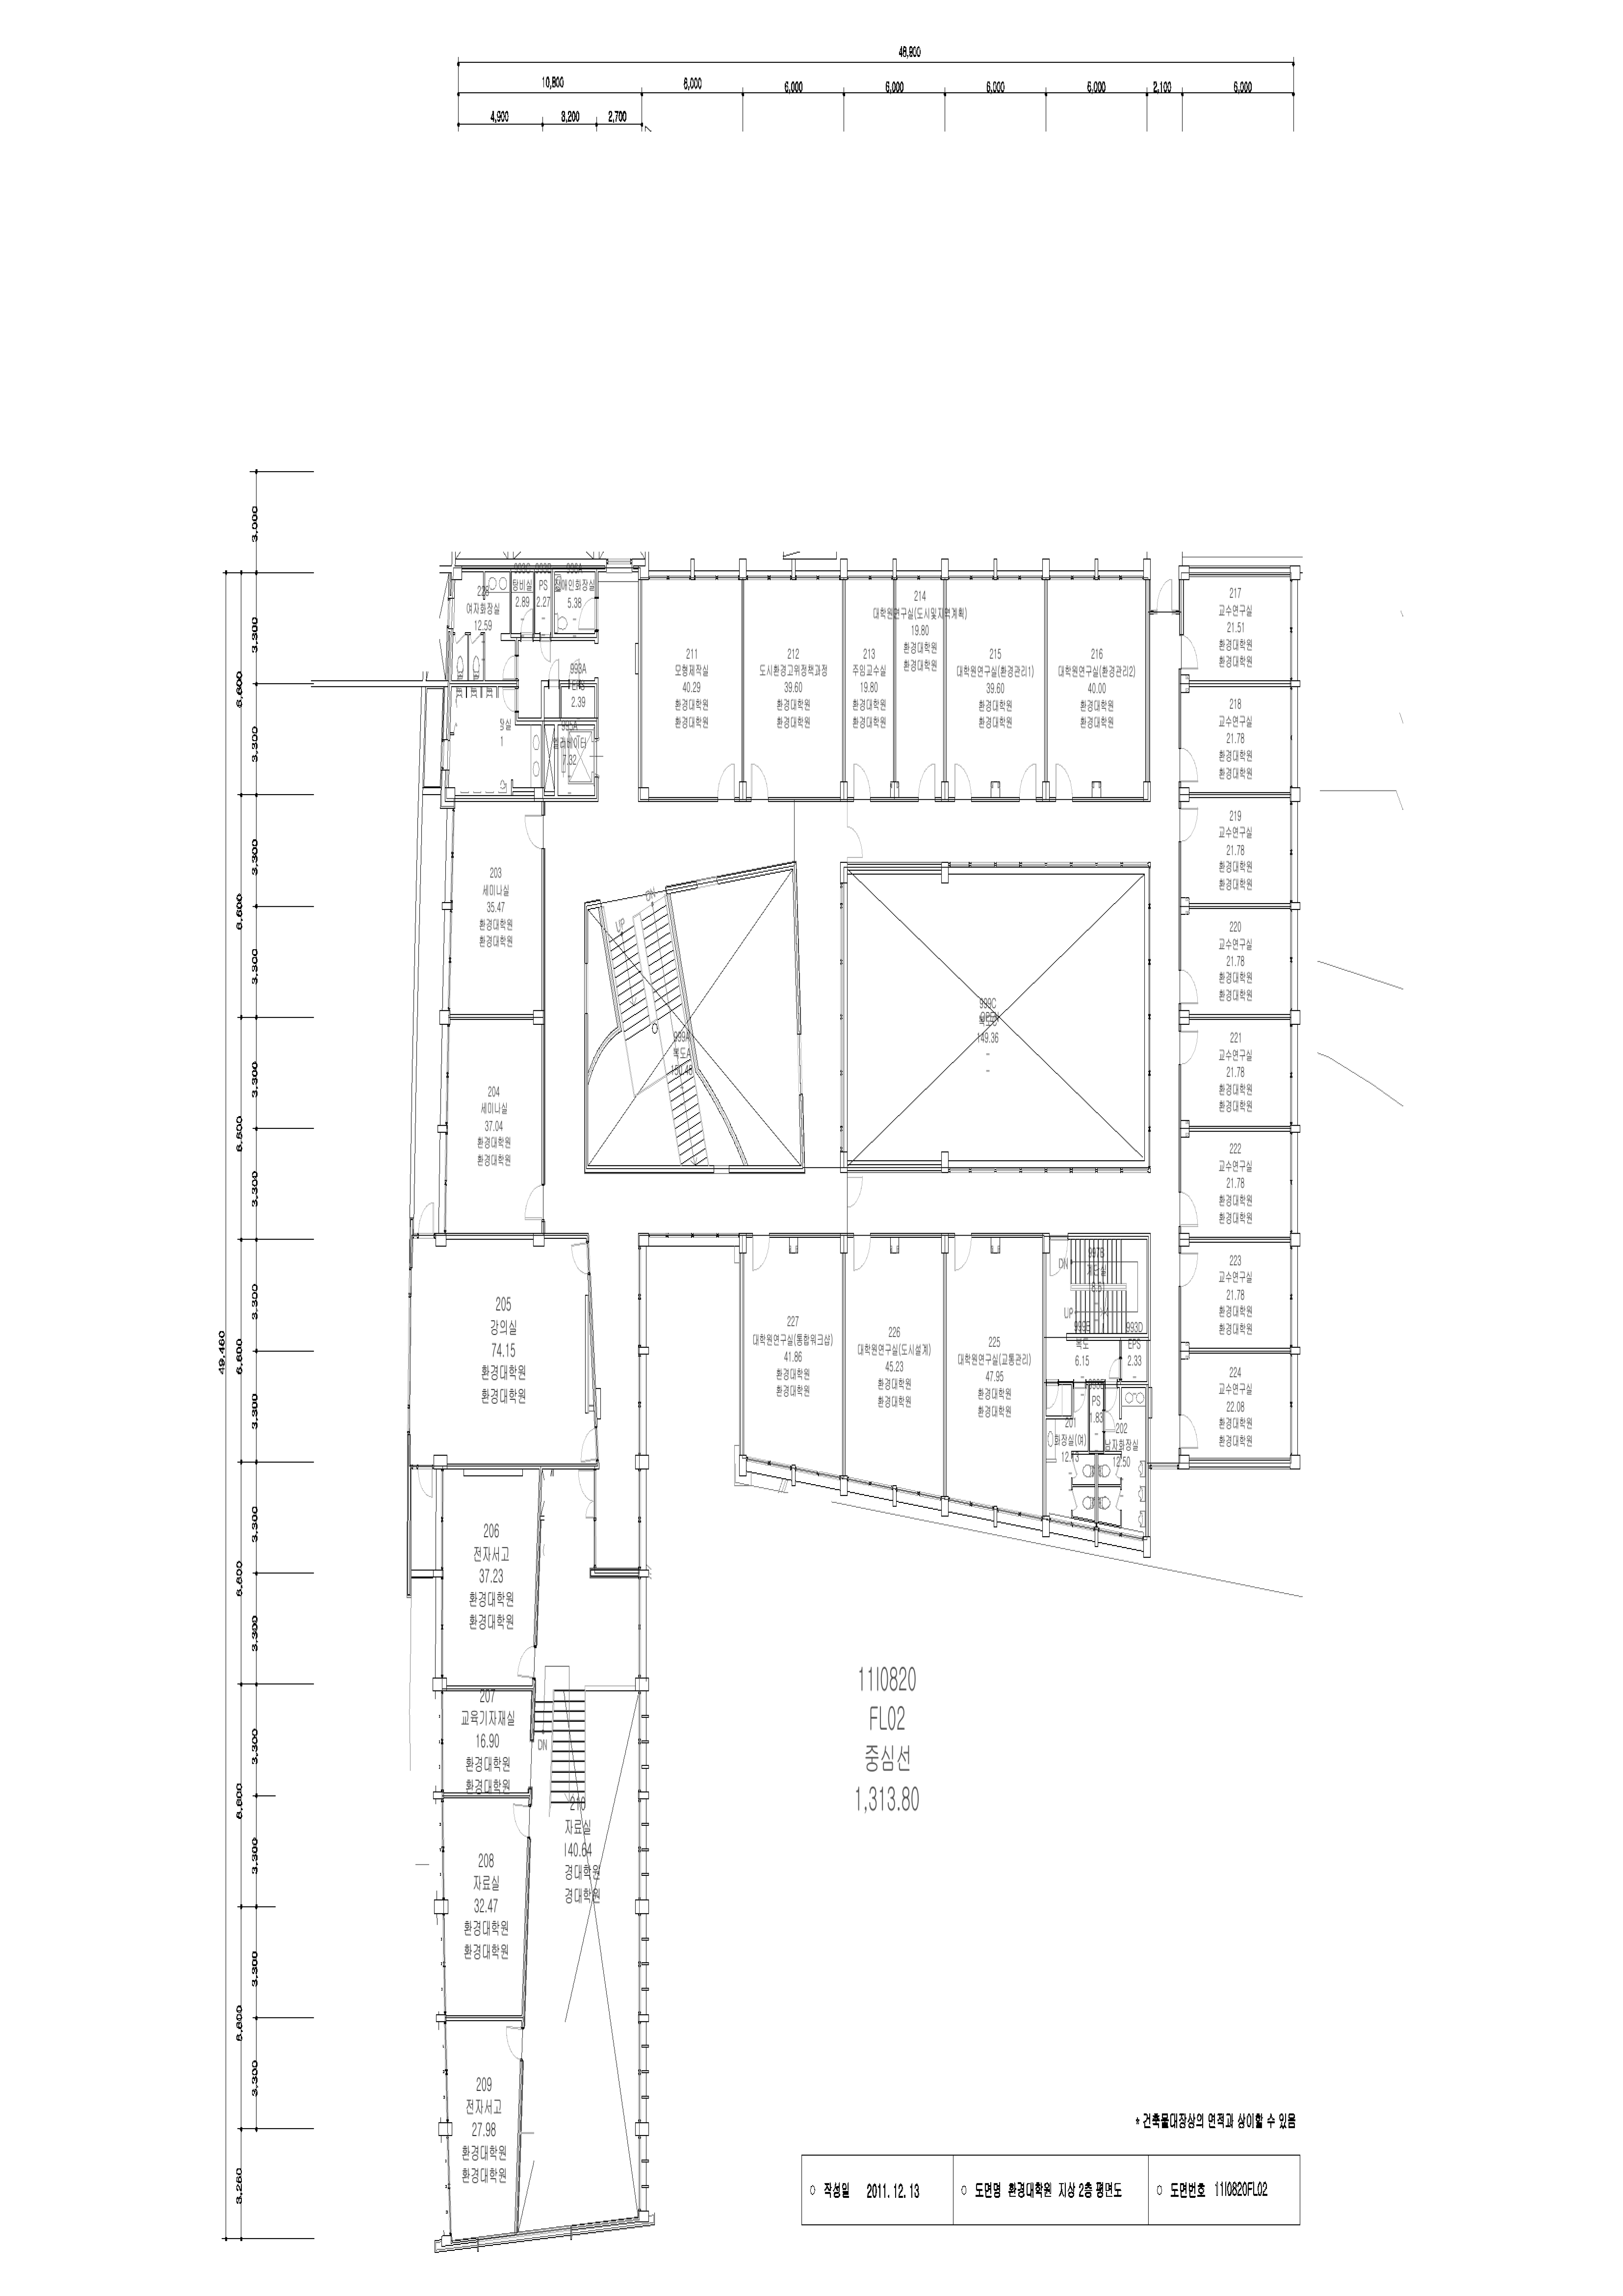 48,900
10,800
6,000
6,000
6,000
6,000
6,000
2,100
6,000
4,900
3,200
2,700
3.000
3.300
6.600
3.300
3.300
6.600
3.300
3.300
6.600
3.300
3.300
49.460
6.600
3.300
3.300
6.600
3.300
3.300
6.600
3.300
3.300
6.600
3.300
3.260
여자화장실
12.59
탕비실
2.89
PS
2.27
장애인화장실
5.38
993A
EPS
2.39
995A
엘리베이터
7.32
211
모형제작실
40.29
환경대학원
환경대학원
212
도시환경고위정책과정
39.60
환경대학원
환경대학원
213
주임교수실
19.80
환경대학원
환경대학원
214
대학원연구실(도시및지역계획)
19.80
환경대학원
환경대학원
215
대학원연구실(환경관리1)
39.60
환경대학원
환경대학원
216
대학원연구실(환경관리2)
40.00
환경대학원
환경대학원
217
교수연구실
21.51
환경대학원
환경대학원
218
교수연구실
21.78
환경대학원
환경대학원
219
교수연구실
21.78
환경대학원
환경대학원
220
교수연구실
21.78
환경대학원
환경대학원
221
교수연구실
21.78
환경대학원
환경대학원
222
교수연구실
21.78
환경대학원
환경대학원
223
교수연구실
21.78
환경대학원
환경대학원
224
교수연구실
22.08
환경대학원
환경대학원
203
세미나실
35.47
환경대학원
환경대학원
204
세미나실
37.04
환경대학원
환경대학원
UP
DN
999A
복도A
150.48
999C
OPEN
149.36
205
강의실
74.15
환경대학원
환경대학원
227
대학원연구실(통합워크샵)
41.86
환경대학원
환경대학원
226
대학원연구실(도시설계)
45.23
환경대학원
환경대학원
225
대학원연구실(교통관리)
47.95
환경대학원
환경대학원
997B
계단실
DN
UP
999B
복도
6.15
993D
EPS
2.33
PS
1.83
201
화장실(여)
12.73
202
남자화장실
12.50
206
전자서고
37.23
환경대학원
환경대학원
207
교육기자재실
16.90
환경대학원
환경대학원
DN
210
자료실
140.64
경대학원
경대학원
208
자료실
32.47
환경대학원
환경대학원
209
전자서고
27.98
환경대학원
환경대학원
11I0820
FL02
중심선
1,313.80
* 건축물대장상의 면적과 상이할 수 있음
○ 작성일 2011. 12. 13
○ 도면명 환경대학원 지상 2층 평면도
○ 도면번호 11I0820FL02